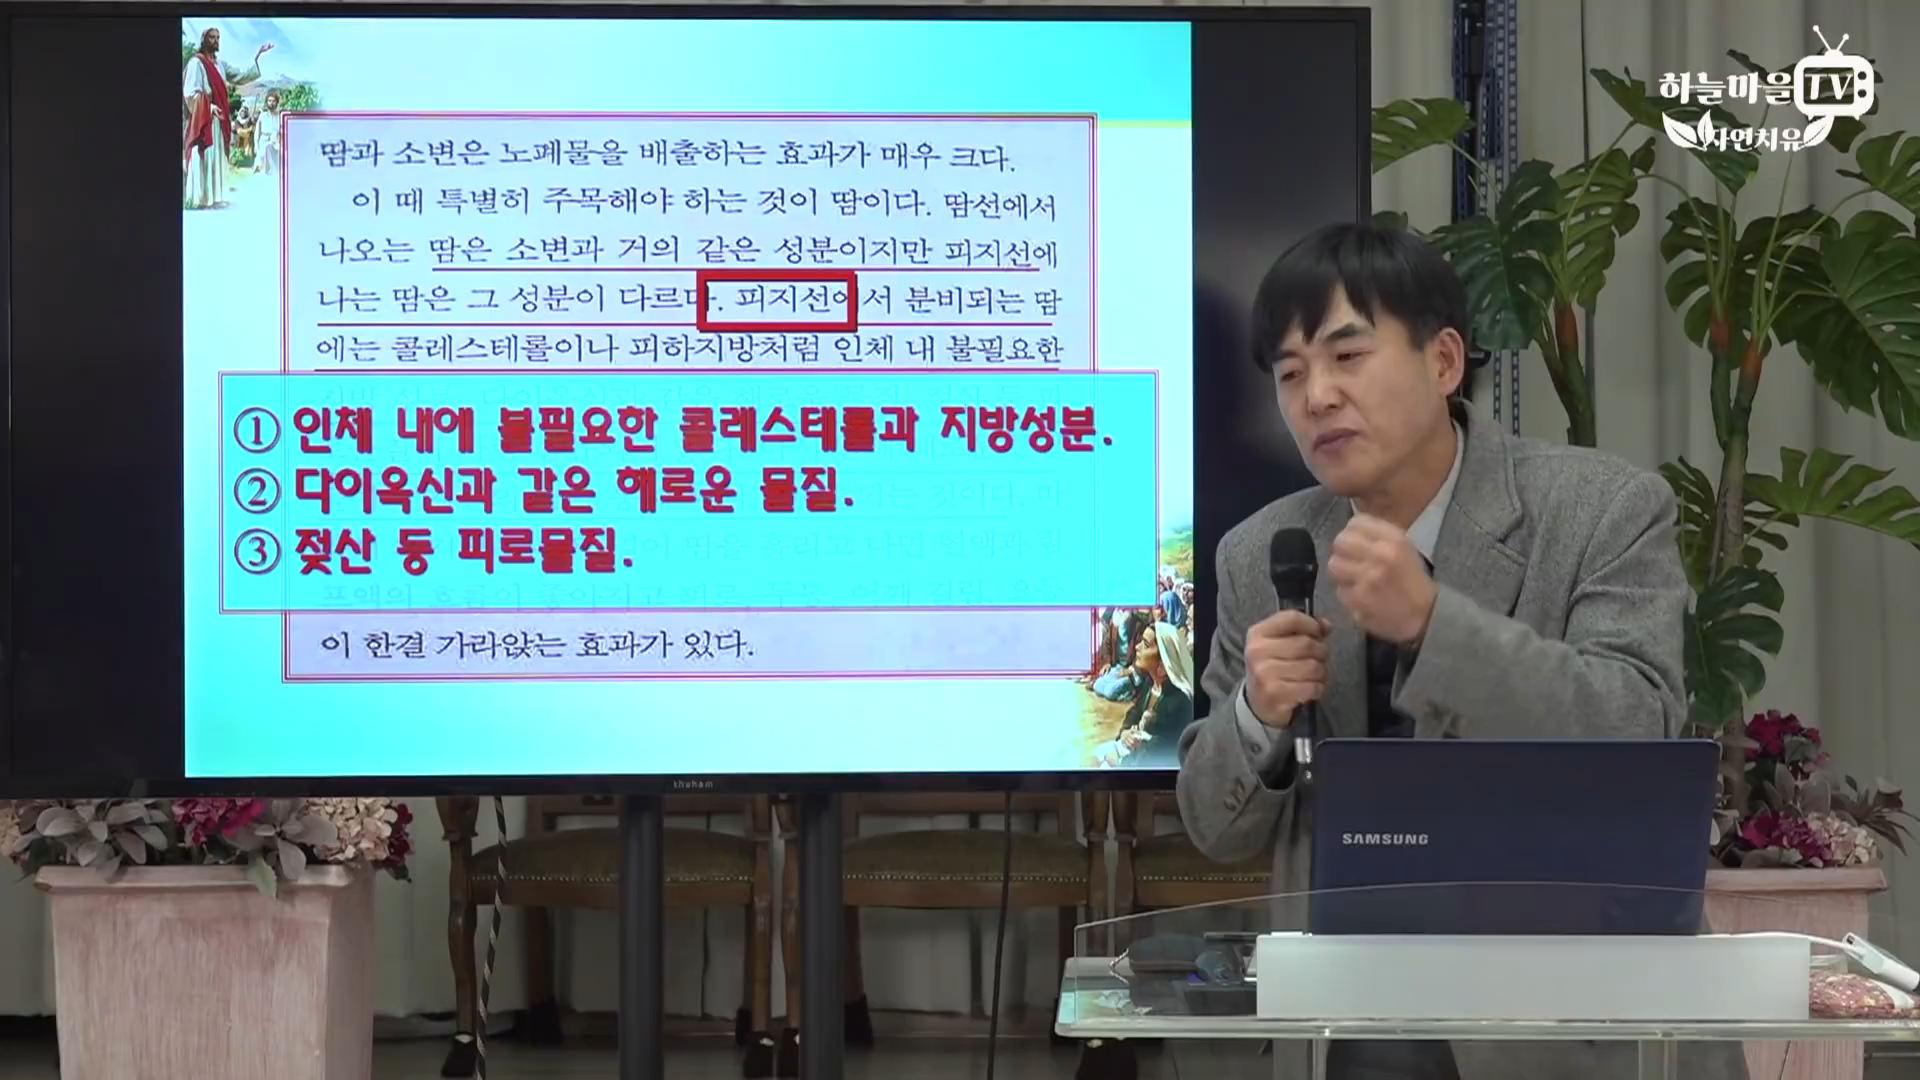 하늘마을TV
자연치유
땀과 소변은 노폐물을 배출하는 효과가 매우 크다.
이 때 특별히 주목해야 하는 것이 땀이다. 땀선에서
나오는 땀은 소변과 거의 같은 성분이지만 피지선에
나는 땀은 그 성분이 다르다. 피지선에서 분비되는 땀
에는 콜레스테롤이나 피하지방처럼 인체 내 불필요한
① 인체 내에 불필요한 콜레스테롤과 지방성분.
② 다이옥신과 같은 해로운 물질.
③ 젖산 등 피로물질.
이 한결 가라앉는 효과가 있다.
shuham
SAMSUNG